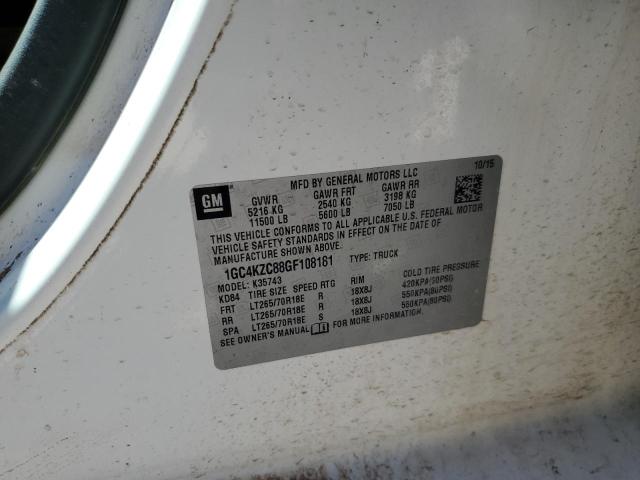 MFD BY GENERAL MOTORS LLC 10/15
GM
GVWR GAWR FRT GAWR RR
5216 KG 2540 KG 3198 KG
11500 LB 5600 LB 7050 LB
THIS VEHICLE CONFORMS TO ALL APPLICABLE U.S. FEDERAL MOTOR
VEHICLE SAFETY STANDARDS IN EFFECT ON THE DATE OF
MANUFACTURE SHOWN ABOVE.
1GC4KZC88GF108161 TYPE: TRUCK
MODEL: K35743
KD84 TIRE SIZE SPEED RTG RIM COLD TIRE PRESSURE
FRT LT265/70R18E R 18X8J 420KPA(60PSI)
RR LT265/70R18E R 18X8J 550KPA(80PSI)
SPA LT265/70R18E S 18X8J 550KPA(80PSI)
SEE OWNER'S MANUAL FOR MORE INFORMATION.